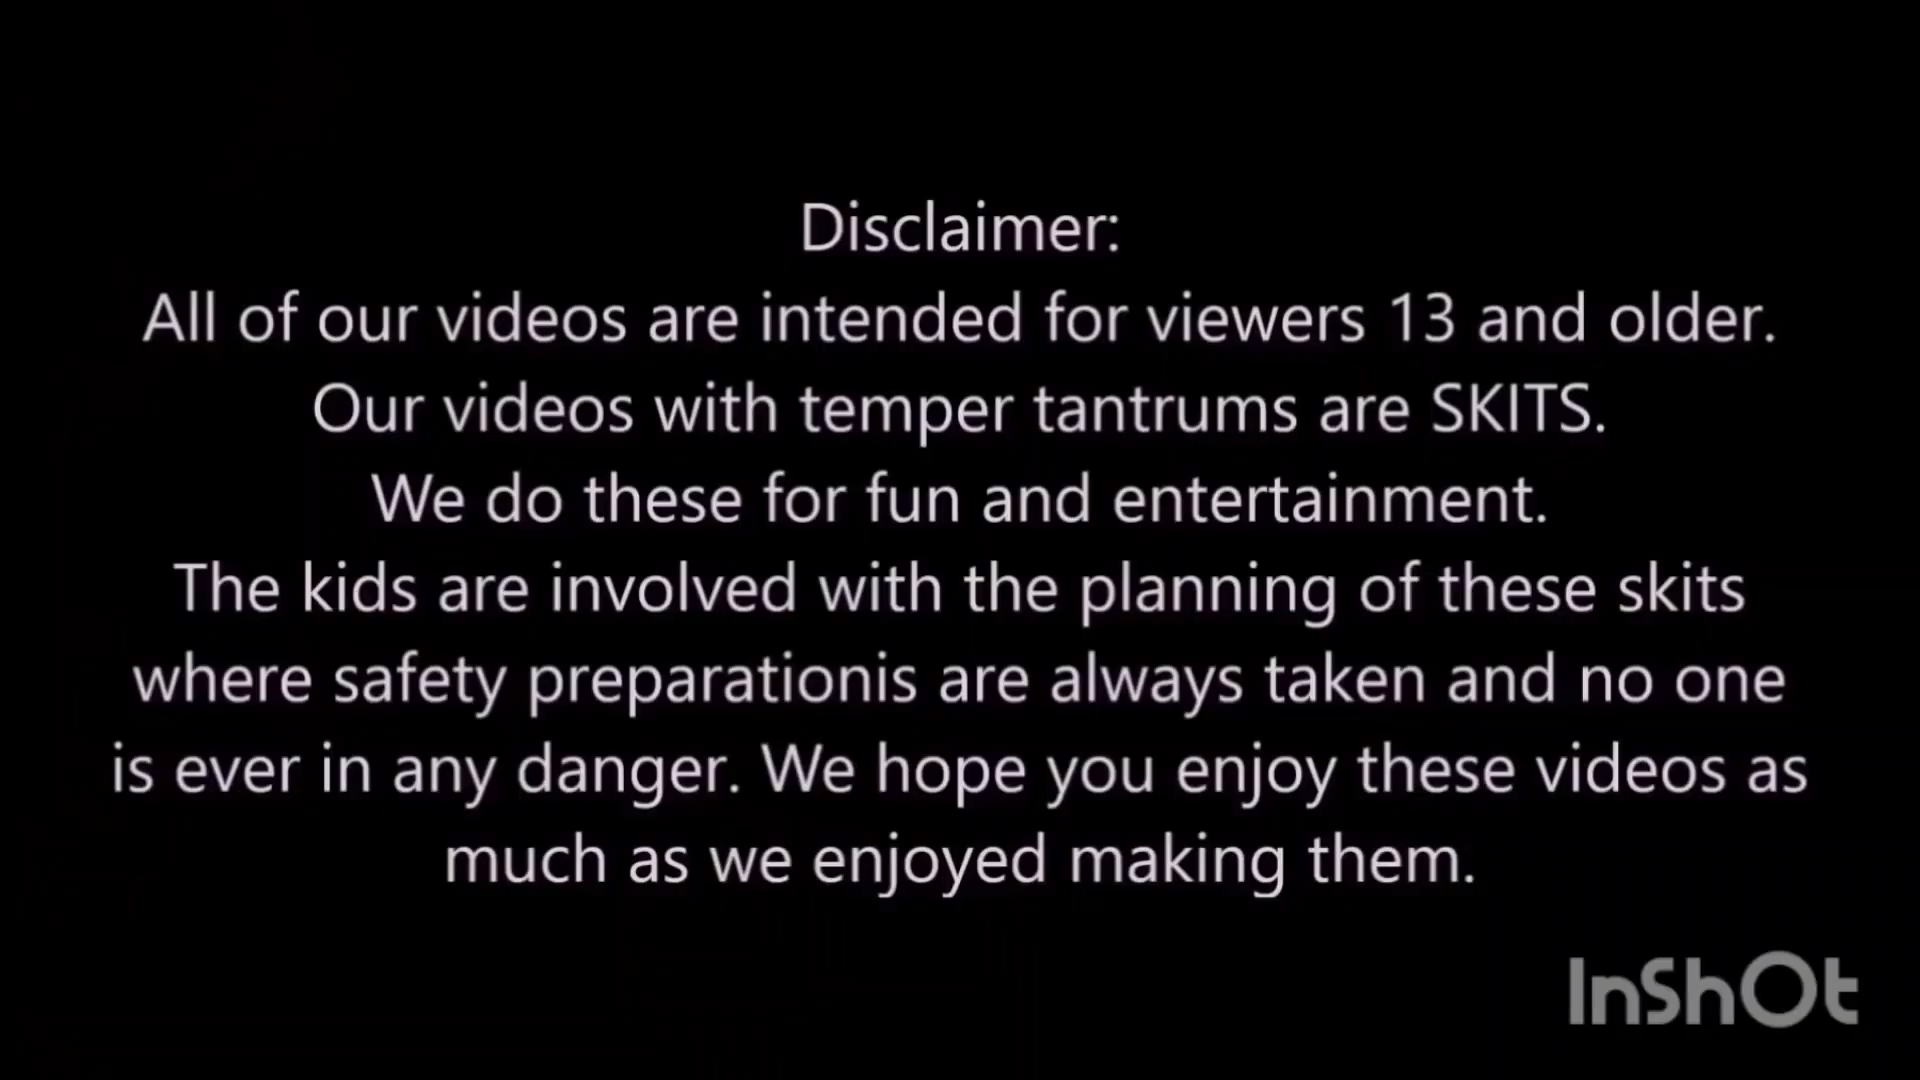 Disclaimer:
All of our videos are intended for viewers 13 and older.
Our videos with temper tantrums are SKITS.
We do these for fun and entertainment.
The kids are involved with the planning of these skits
where safety preparationis are always taken and no one
is ever in any danger. We hope you enjoy these videos as
much as we enjoyed making them.
InShOt